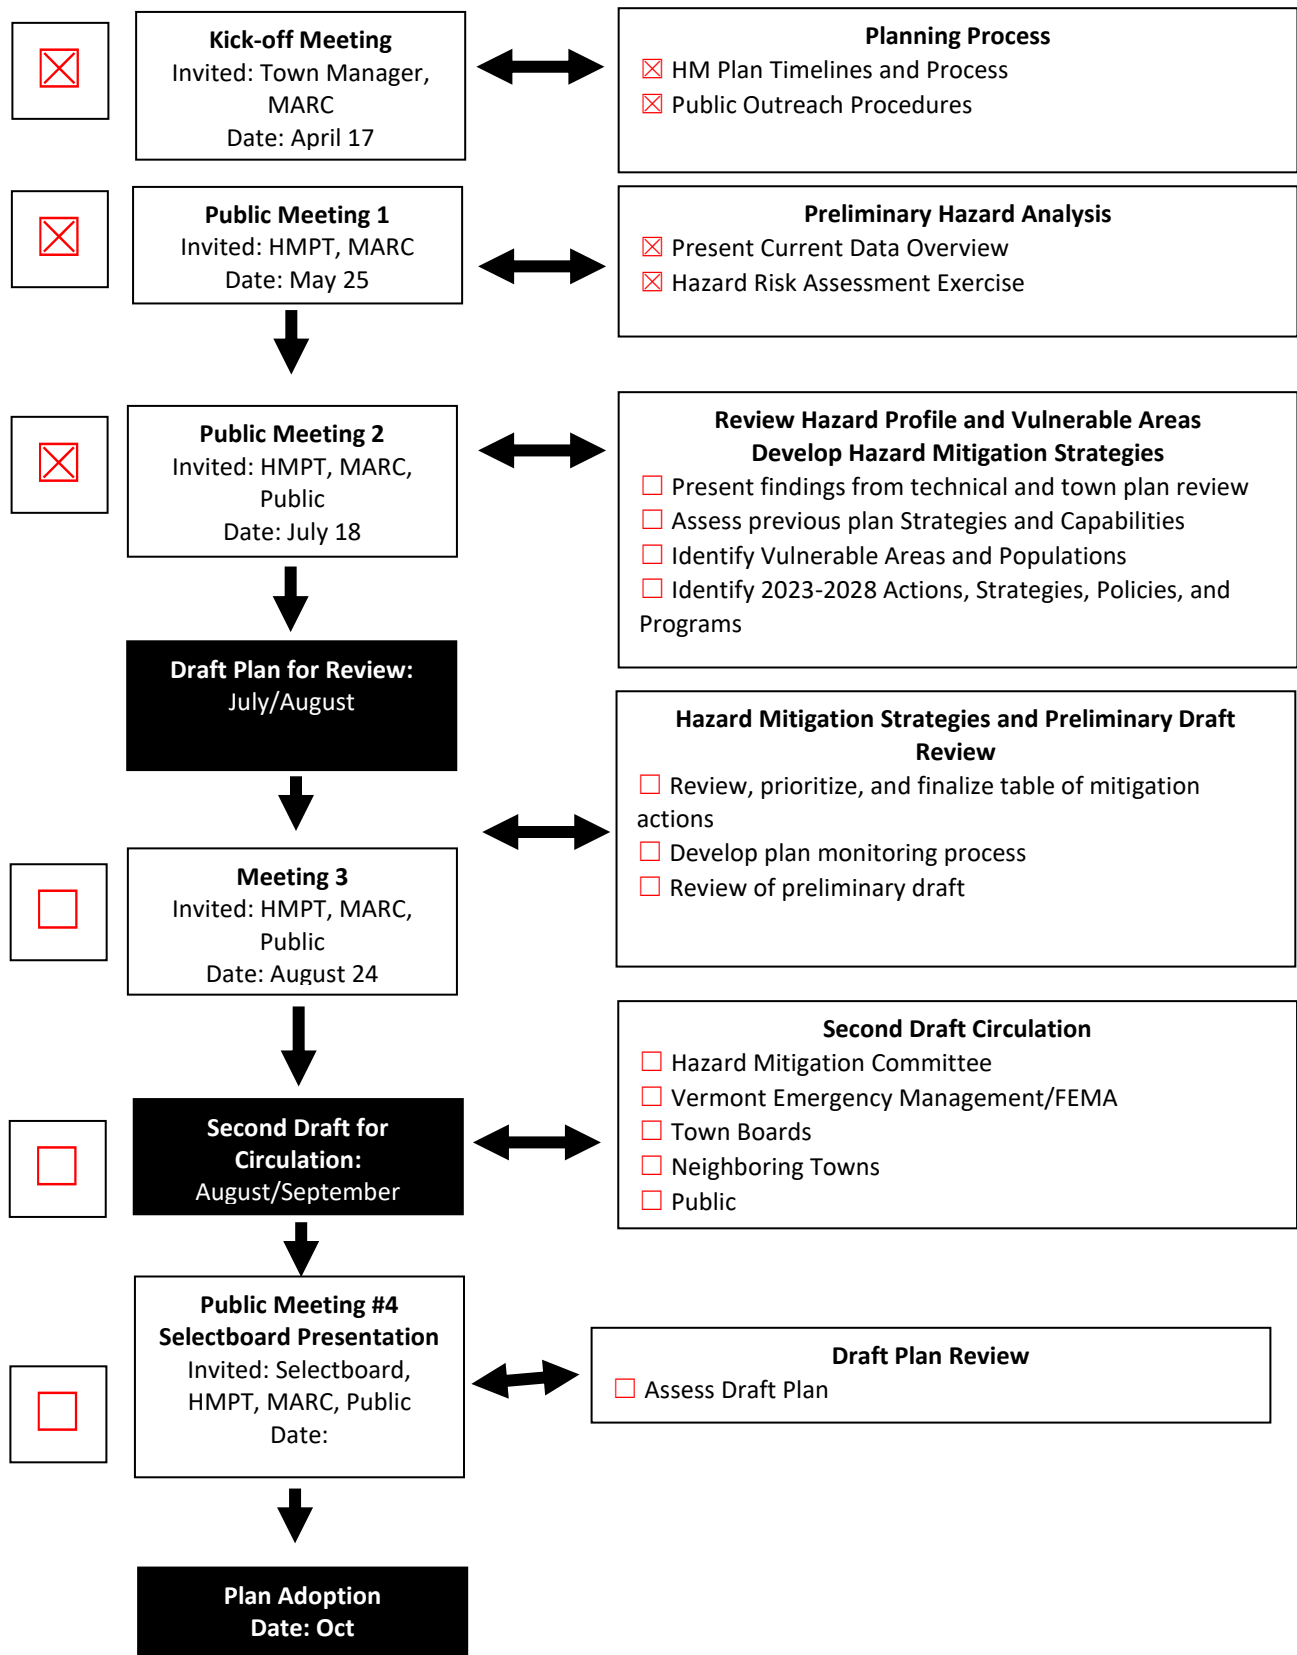 ☒
Kick-off Meeting
Invited: Town Manager,
MARC
Date: April 17
Planning Process
☒ HM Plan Timelines and Process
☒ Public Outreach Procedures
☒
Public Meeting 1
Invited: HMPT, MARC
Date: May 25
Preliminary Hazard Analysis
☒ Present Current Data Overview
☒ Hazard Risk Assessment Exercise
☒
Public Meeting 2
Invited: HMPT, MARC,
Public
Date: July 18
Review Hazard Profile and Vulnerable Areas
Develop Hazard Mitigation Strategies
☐ Present findings from technical and town plan review
☐ Assess previous plan Strategies and Capabilities
☐ Identify Vulnerable Areas and Populations
☐ Identify 2023-2028 Actions, Strategies, Policies, and
Programs
Draft Plan for Review:
July/August
Hazard Mitigation Strategies and Preliminary Draft
Review
☐ Review, prioritize, and finalize table of mitigation
actions
☐ Develop plan monitoring process
☐ Review of preliminary draft
☐
Meeting 3
Invited: HMPT, MARC,
Public
Date: August 24
Second Draft Circulation
☐ Hazard Mitigation Committee
☐ Vermont Emergency Management/FEMA
☐ Town Boards
☐ Neighboring Towns
☐ Public
☐
Second Draft for
Circulation:
August/September
☐
Public Meeting #4
Selectboard Presentation
Invited: Selectboard,
HMPT, MARC, Public
Date:
Draft Plan Review
☐ Assess Draft Plan
Plan Adoption
Date: Oct